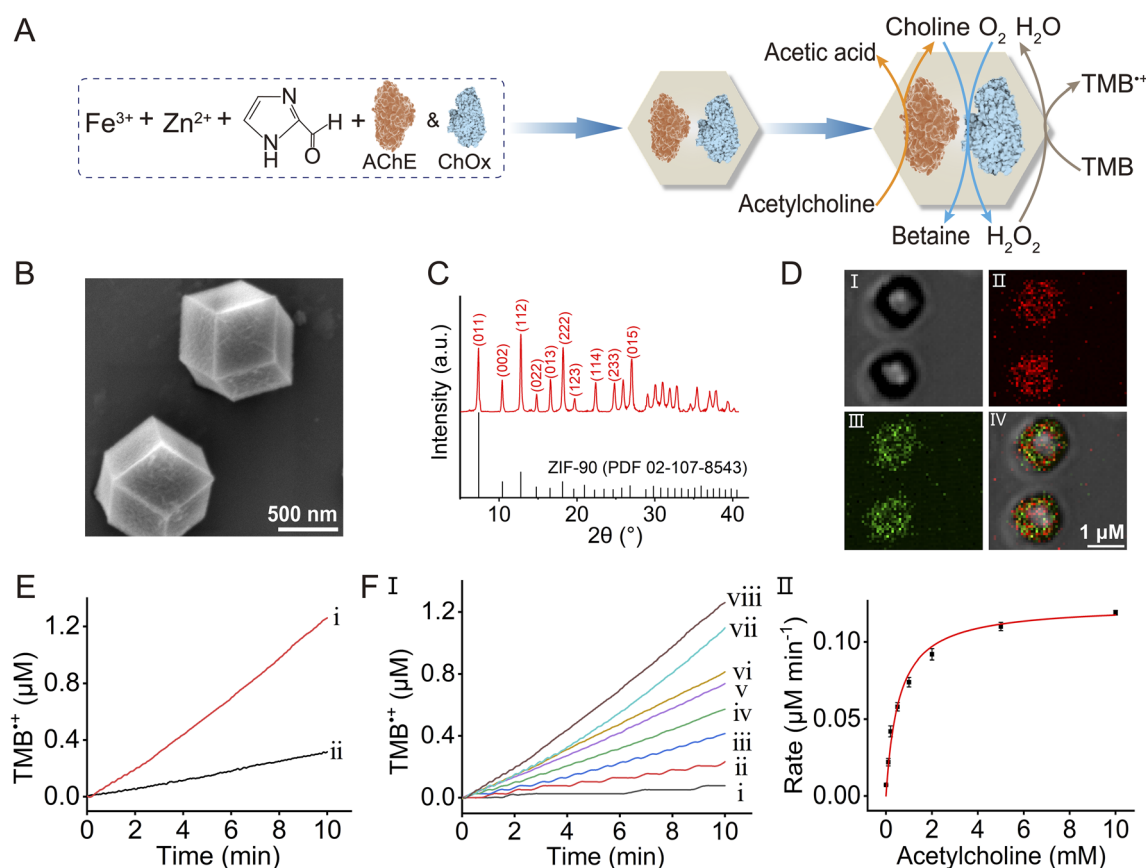 A
Fe³⁺ + Zn²⁺ +
N
NH
H
O
+
&
AChE
ChOx
Acetic acid
Choline O₂ H₂O
TMB•⁺
TMB
Acetylcholine
Betaine H₂O₂
B
500 nm
C
Intensity (a.u.)
(011)
(002)
(112)
(022)
(013)
(222)
(123)
(114)
(233)
(015)
ZIF-90 (PDF 02-107-8543)
10 20 30 40
2θ (°)
D
I
II
III
IV
1 μM
E
TMB•⁺ (μM)
1.2
0.8
0.4
0.0
i
ii
0 2 4 6 8 10
Time (min)
F
I
TMB•⁺ (μM)
1.2
0.8
0.4
0.0
viii
vii
vi
v
iv
iii
ii
i
0 2 4 6 8 10
Time (min)
II
Rate (μM min⁻¹)
0.10
0.05
0.00
0 2 4 6 8 10
Acetylcholine (mM)